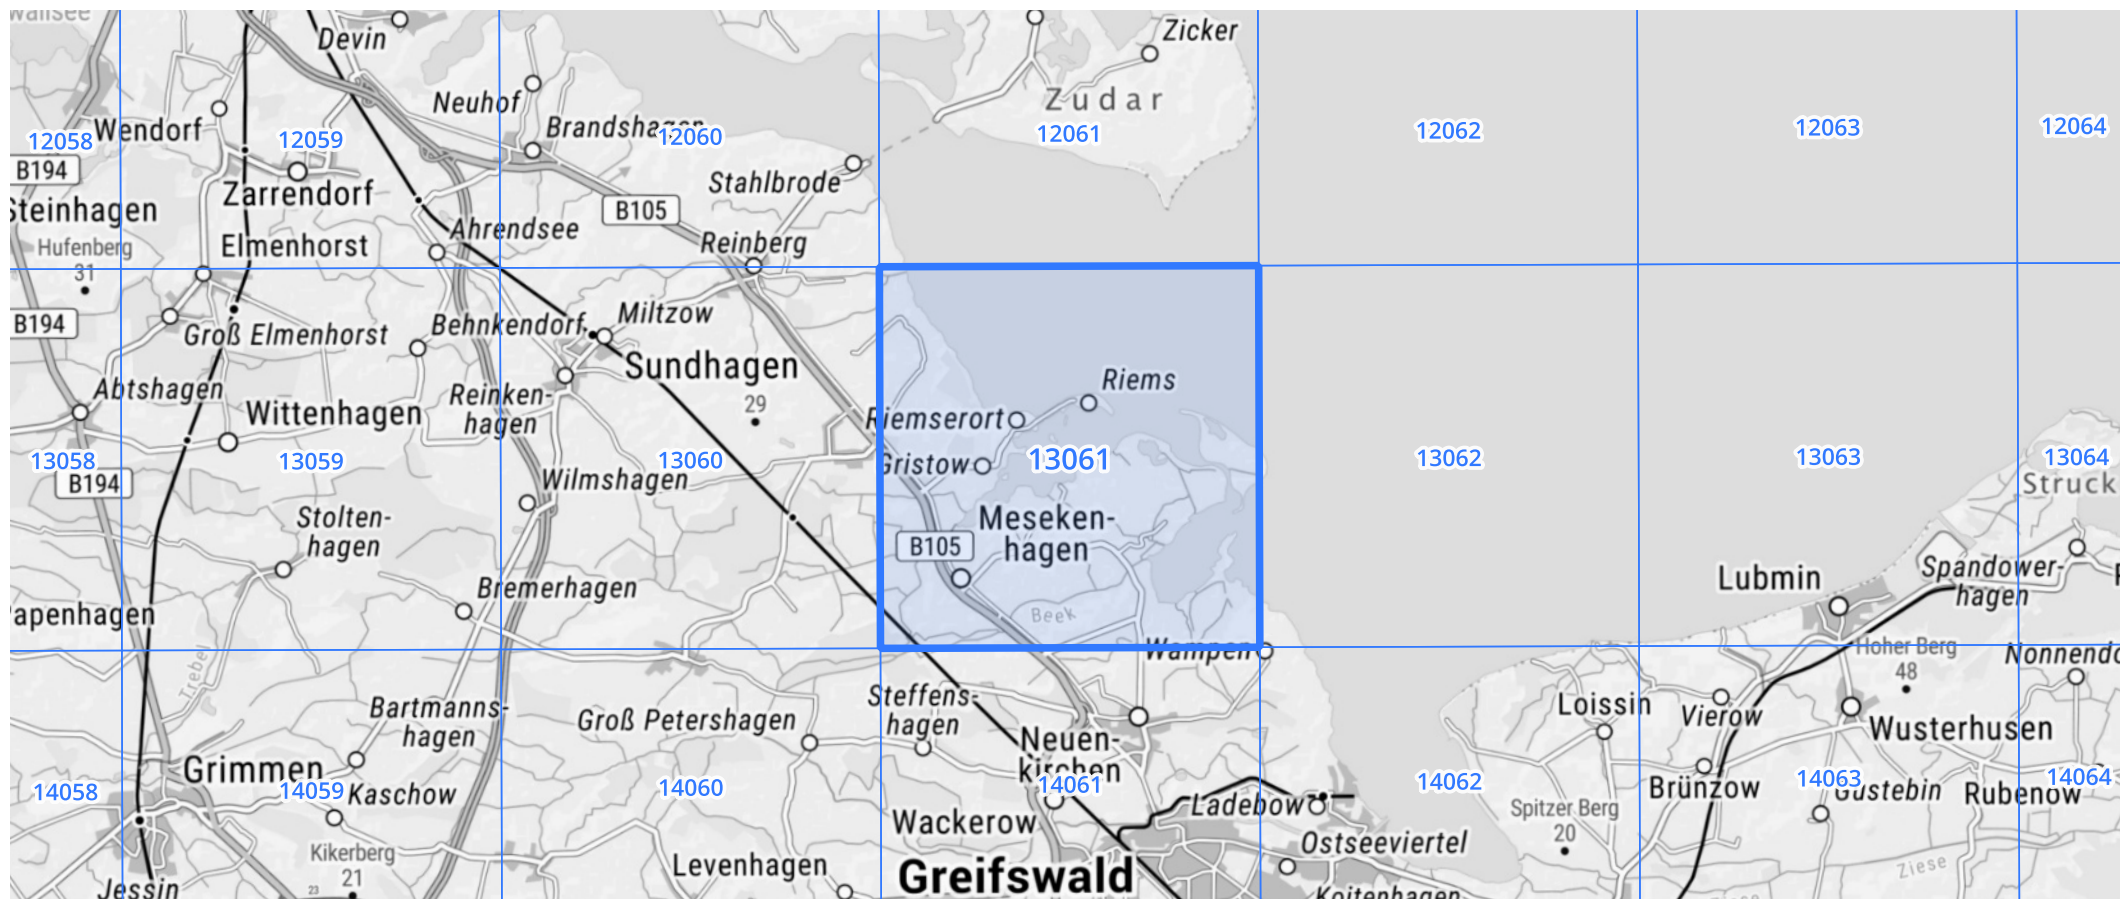 Devin
Zicker
Neuhof
Zudar
Wendorf
Brandshagen
12058
12059
12060
12061
12062
12063
12064
B194
Zarrendorf
Stahlbrode
Steinhagen
B105
Hufenberg
31
Elmenhorst
Ahrendsee
Reinberg
B194
Groß Elmenhorst
Behnkendorf
Miltzow
Sundhagen
29
Riems
Abtshagen
Wittenhagen
Reinken-
hagen
Riemserort
13058
13059
13060
Gristow
13061
13062
13063
13064
B194
Wilmshagen
Struck
Stolten-
hagen
Meseken-
hagen
B105
Bremerhagen
Lubmin
Spandower-
hagen
apenhagen
Beek
Trebel
Wampen
Hoher Berg
48
Bartmanns-
hagen
Groß Petershagen
Steffens-
hagen
Neuen-
kirchen
Loissin
Vierow
Wusterhusen
Grimmen
14058
14059
Kaschow
14060
14061
14062
Brünzow
14063
Gustebin
14064
Rubenow
Wackerow
Ladebow
Spitzer Berg
20
Kikerberg
21
23
Levenhagen
Greifswald
Ostseeviertel
Ziese
Jessin
Koitenhagen